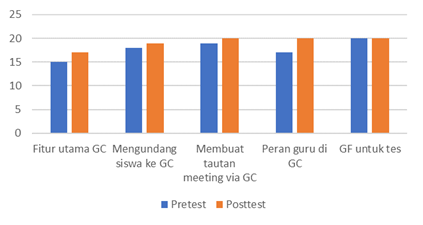 25
20
15
10
5
0
Fitur utama GC
Mengundang
siswa ke GC
Membuat
tautan
meeting via GC
Peran guru di
GC
GF untuk tes
Pretest
Posttest